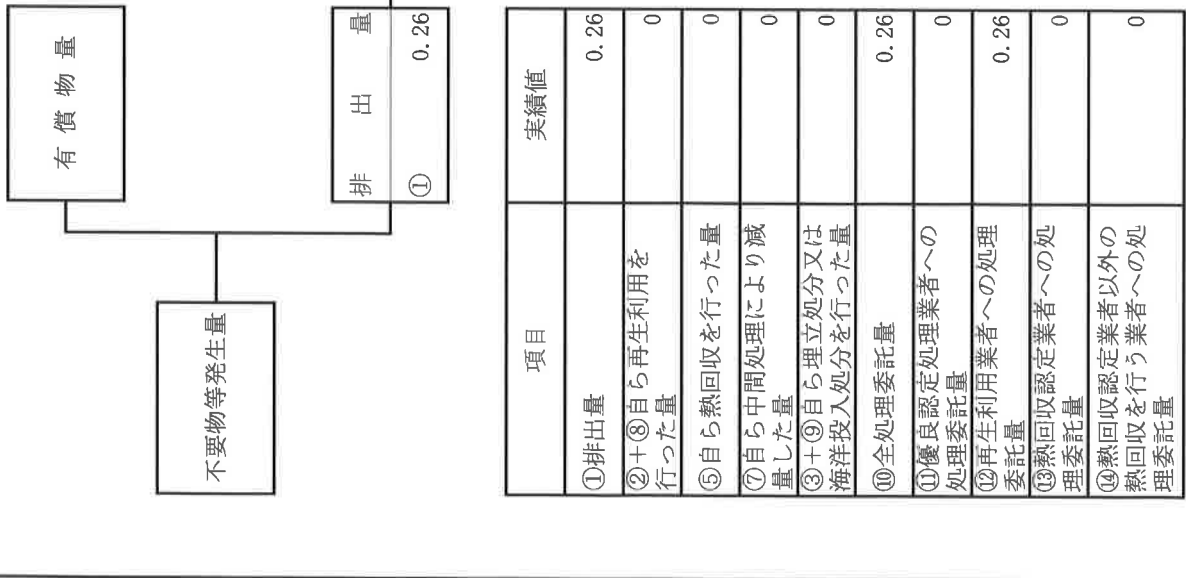 有償物量
不要物等発生量
排出量
① 0.26
項目 実績値
①排出量 0.26
②+⑧自ら再生利用を
行った量 0
⑤自ら熱回収を行った量 0
⑦自ら中間処理により減
量した量 0
③+⑨自ら埋立処分又は
海洋投入処分を行った量 0
⑩全処理委託量 0.26
⑪優良認定処理業者への
処理委託量 0
⑫再生利用業者への処理
委託量 0.26
⑬熱回収認定業者への処
理委託量 0
⑭熱回収認定業者以外の
熱回収を行う業者への処
理委託量 0